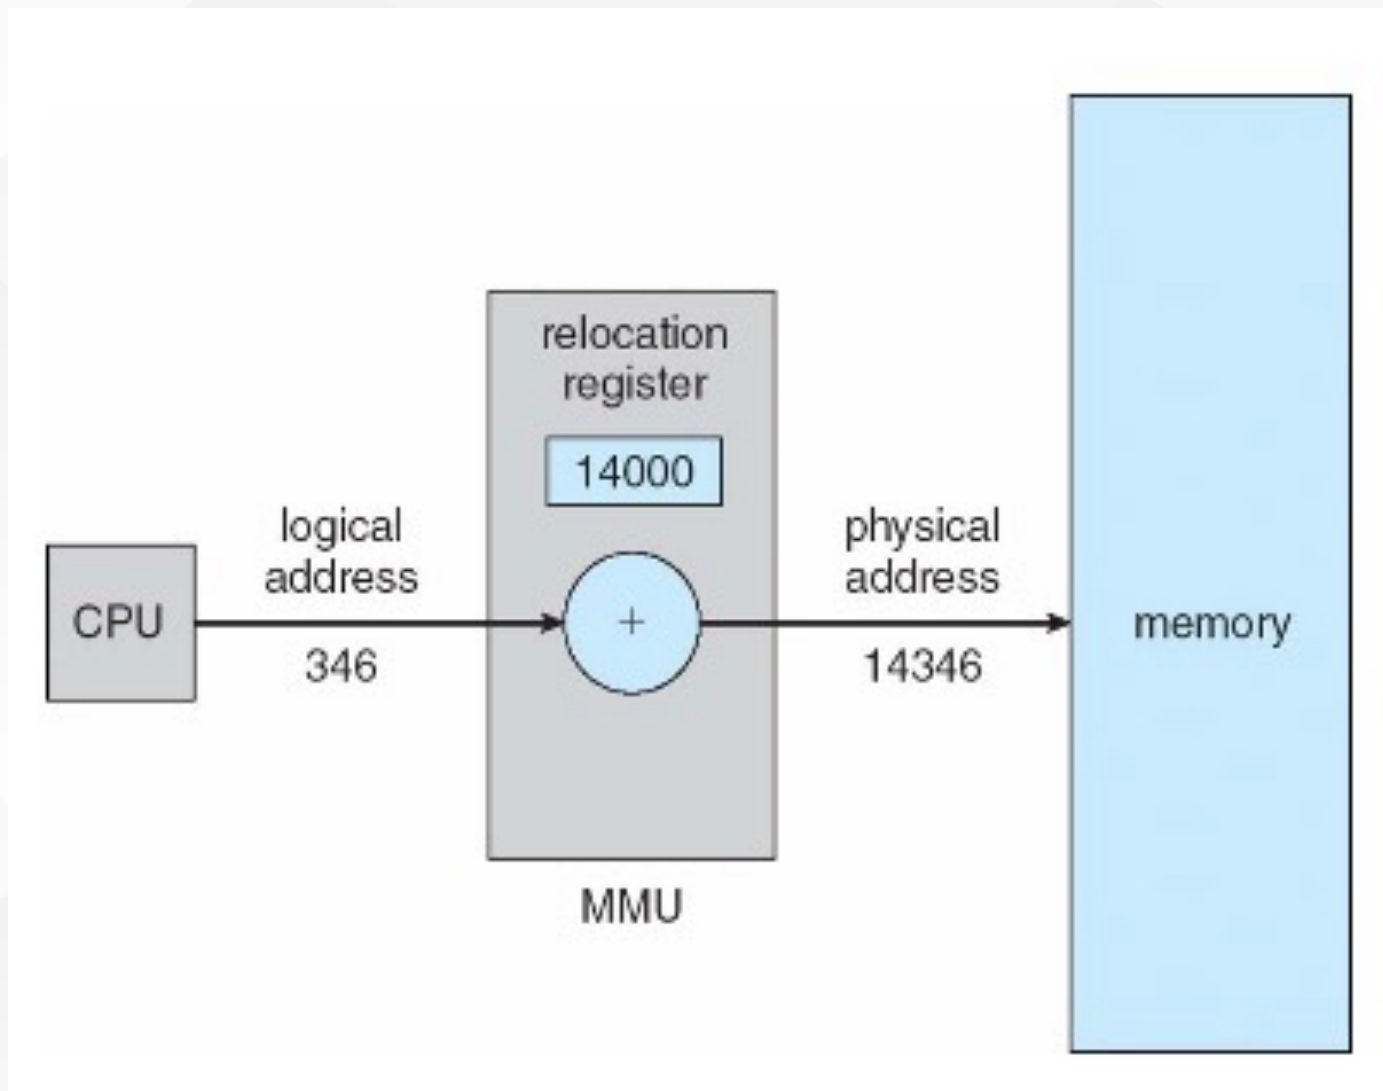 relocation
register
14000
logical
address
physical
address
CPU
+
memory
346
14346
MMU